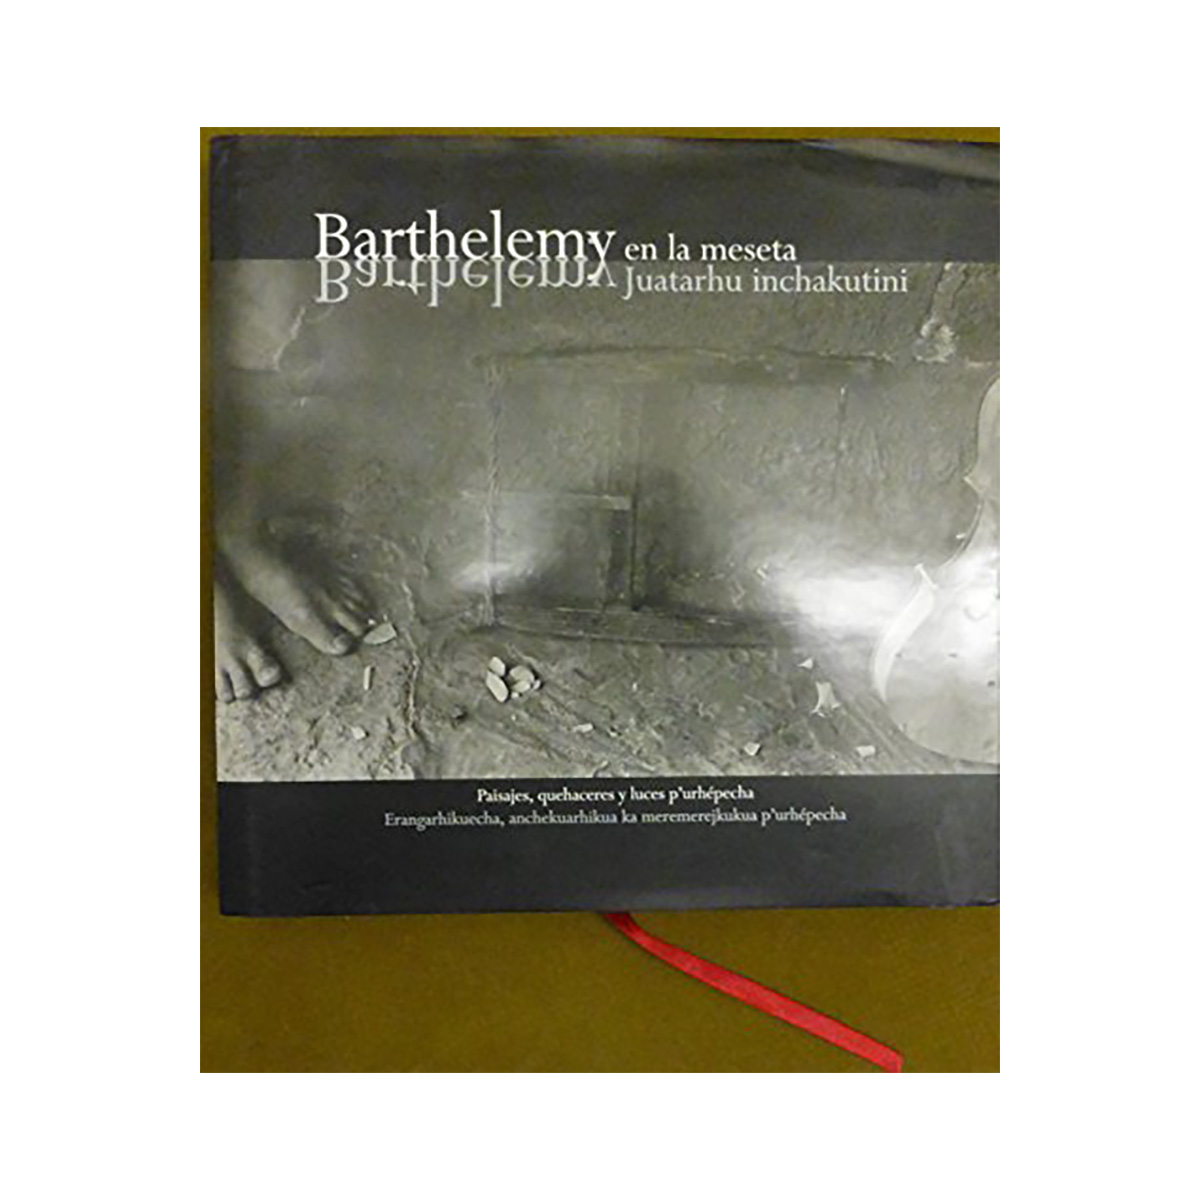 Barthelemy en la meseta
Barthelemy Juatarhu inchakutini
Paisajes, quehaceres y luces p'urhépecha
Erangarhikuecha, anchekuarhikua ka meremerejkukua p'urhépecha